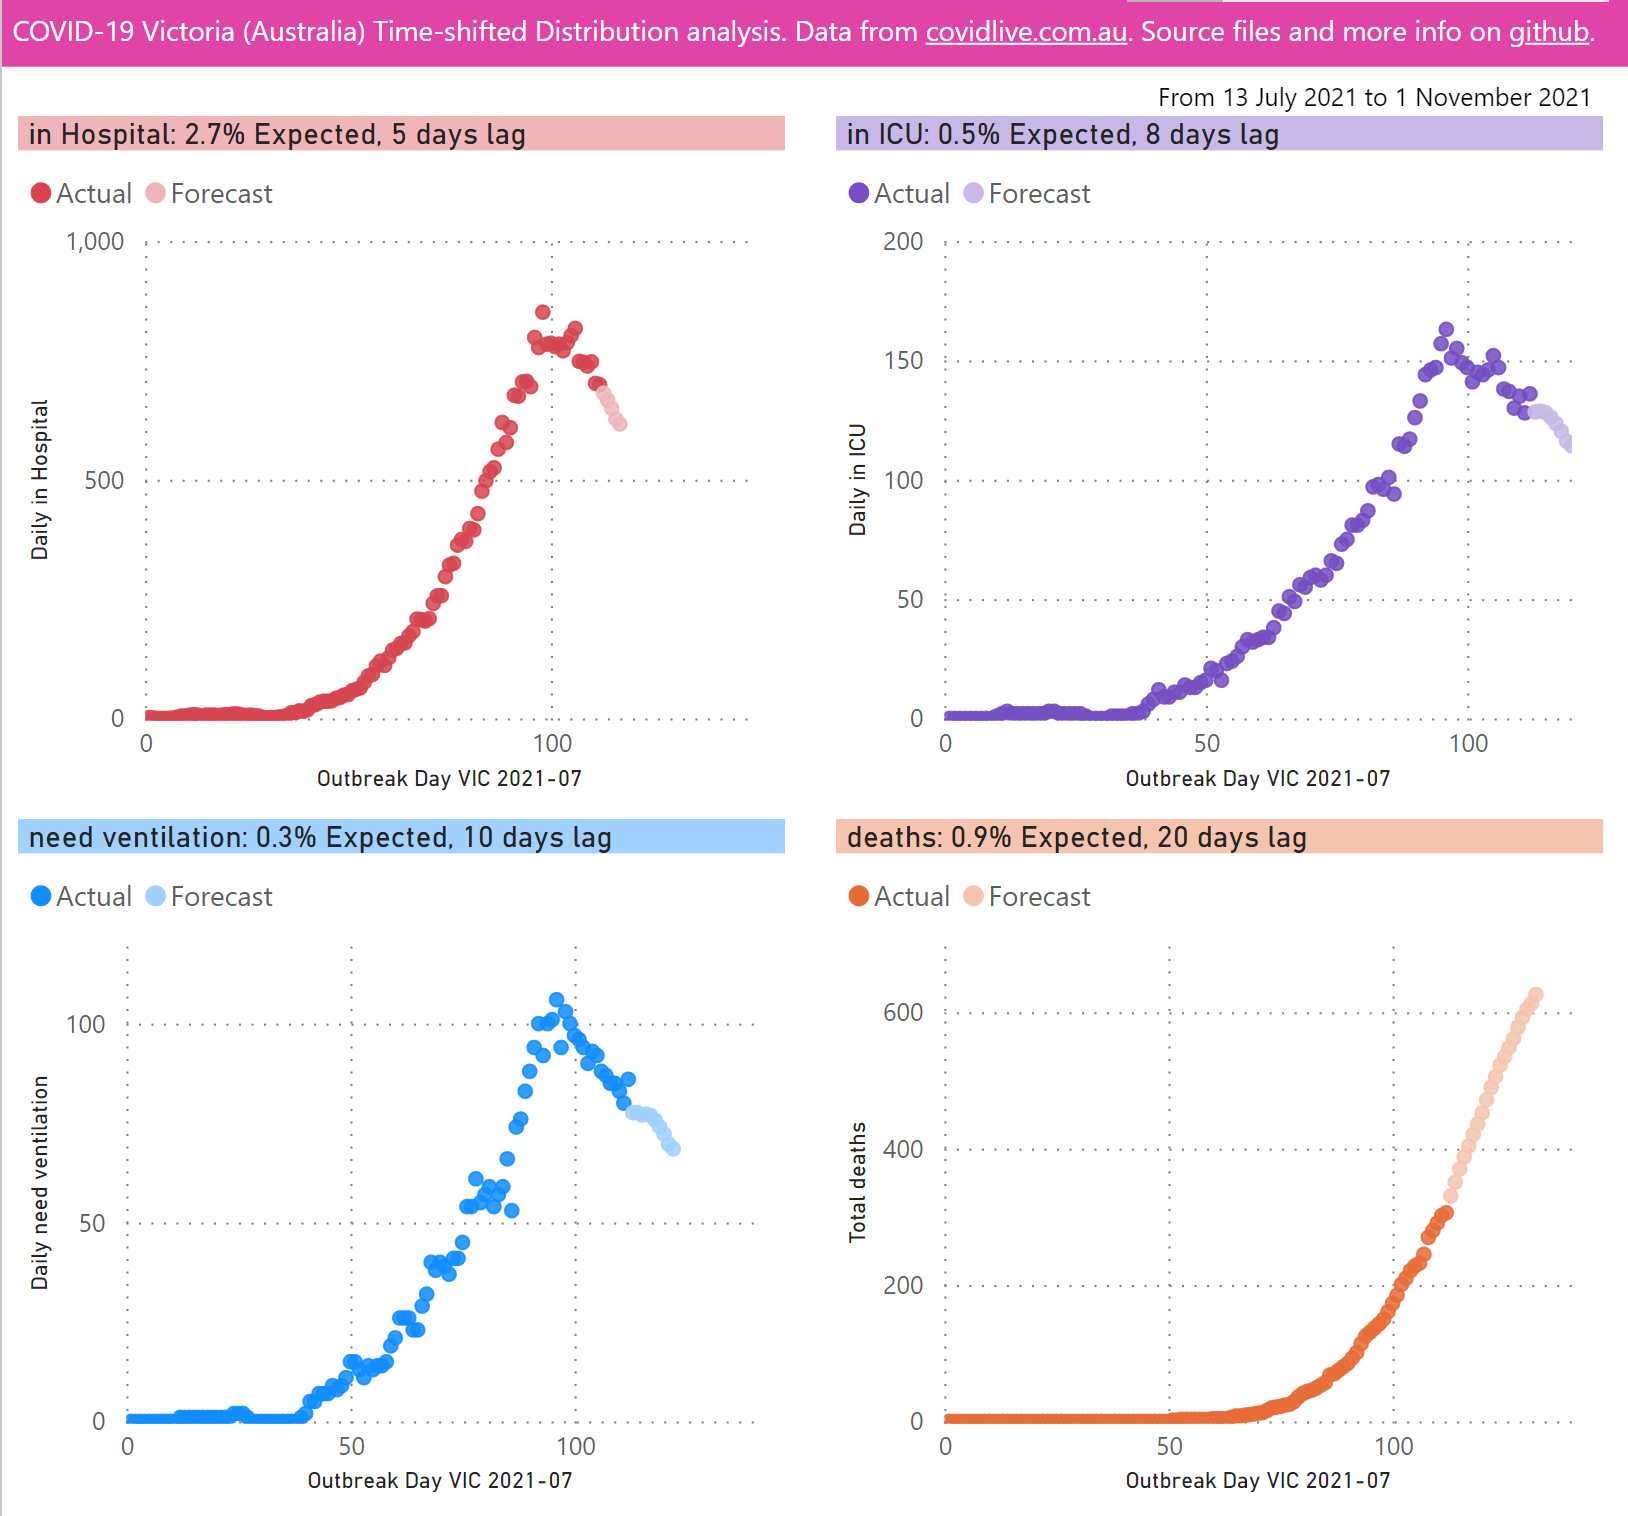 COVID-19 Victoria (Australia) Time-shifted Distribution analysis. Data from covidlive.com.au. Source files and more info on github.
From 13 July 2021 to 1 November 2021
in Hospital: 2.7% Expected, 5 days lag
Actual Forecast
1,000
500
0
0 100
Daily in Hospital
Outbreak Day VIC 2021-07
in ICU: 0.5% Expected, 8 days lag
Actual Forecast
200
150
100
50
0
0 50 100
Daily in ICU
Outbreak Day VIC 2021-07
need ventilation: 0.3% Expected, 10 days lag
Actual Forecast
100
50
0
0 50 100
Daily need ventilation
Outbreak Day VIC 2021-07
deaths: 0.9% Expected, 20 days lag
Actual Forecast
600
400
200
0
0 50 100
Total deaths
Outbreak Day VIC 2021-07